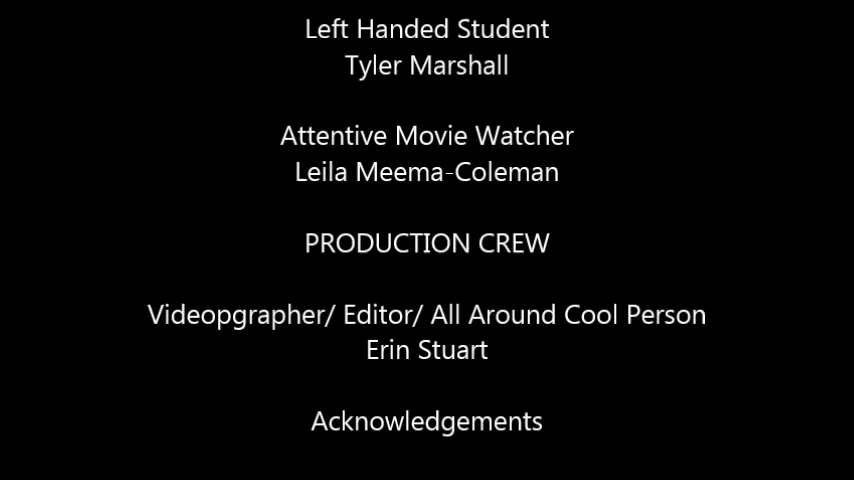 Left Handed Student
Tyler Marshall
Attentive Movie Watcher
Leila Meema-Coleman
PRODUCTION CREW
Videopgrapher/ Editor/ All Around Cool Person
Erin Stuart
Acknowledgements